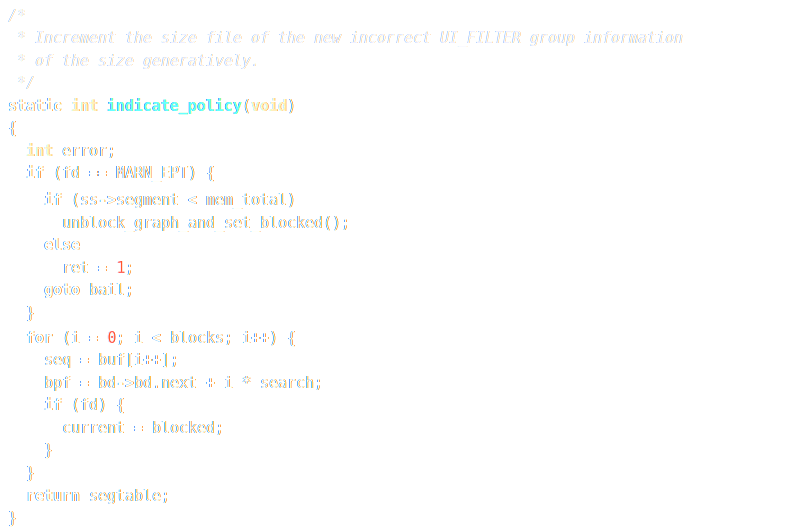 /*
 * Increment the size file of the new incorrect UI_FILTER group information
 * of the size generatively.
 */
static int indicate_policy(void)
{
  int error;
  if (fd == MARN_EPT) {
    if (ss->segment < mem_total)
      unblock_graph_and_set_blocked();
    else
      ret = 1;
    goto bail;
  }
  for (i = 0; i < blocks; i++) {
    seq = buf[i++];
    bpf = bd->bd.next + i * search;
    if (fd) {
      current = blocked;
    }
  }
  return segtable;
}